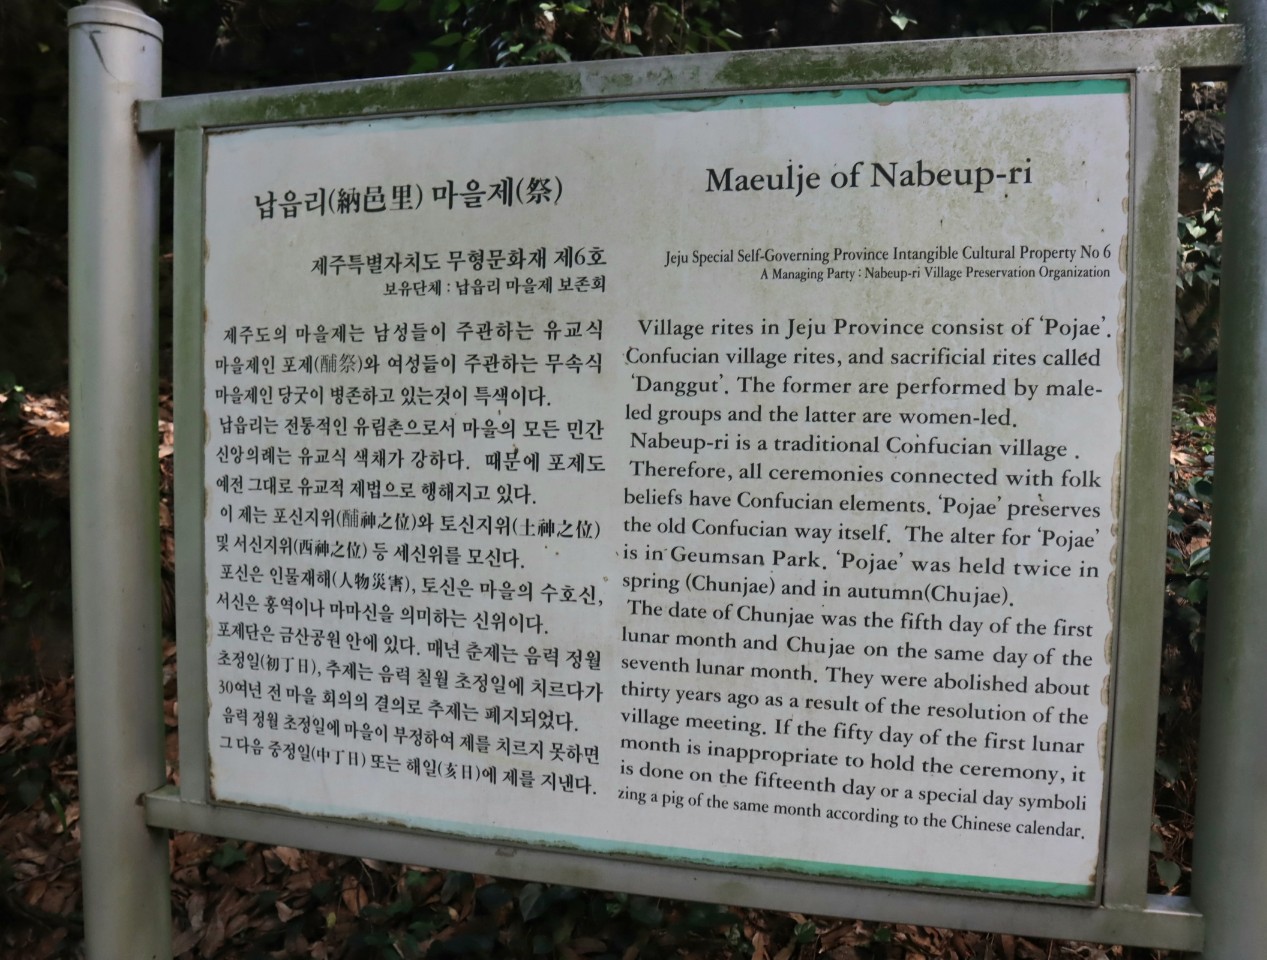 납읍리(納邑里) 마을제(祭)
제주특별자치도 무형문화재 제6호
보유단체 : 납읍리 마을제 보존회
제주도의 마을제는 남성들이 주관하는 유교식
마을제인 포제(酺祭)와 여성들이 주관하는 무속식
마을제인 당굿이 병존하고 있는것이 특색이다.
납읍리는 전통적인 유림촌으로서 마을의 모든 민간
신앙의례는 유교식 색채가 강하다. 때문에 포제도
예전 그대로 유교적 제법으로 행해지고 있다.
이 제는 포신지위(酺神之位)와 토신지위(土神之位)
및 서신지위(西神之位) 등 세신위를 모신다.
포신은 인물재해(人物災害), 토신은 마을의 수호신,
서신은 홍역이나 마마신을 의미하는 신위이다.
포제단은 금산공원 안에 있다. 매년 춘제는 음력 정월
초정일(初丁日), 추제는 음력 칠월 초정일에 치르다가
30여년 전 마을 회의의 결의로 추제는 폐지되었다.
음력 정월 초정일에 마을이 부정하여 제를 치르지 못하면
그 다음 중정일(中丁日) 또는 해일(亥日)에 제를 지낸다.
Maeulje of Nabeup-ri
Jeju Special Self-Governing Province Intangible Cultural Property No 6
A Managing Party : Nabeup-ri Village Preservation Organization
Village rites in Jeju Province consist of 'Pojae'.
Confucian village rites, and sacrificial rites called
'Danggut'. The former are performed by male-
led groups and the latter are women-led.
Nabeup-ri is a traditional Confucian village .
Therefore, all ceremonies connected with folk
beliefs have Confucian elements. 'Pojae' preserves
the old Confucian way itself. The alter for 'Pojae'
is in Geumsan Park. 'Pojae' was held twice in
spring (Chunjae) and in autumn(Chujae).
The date of Chunjae was the fifth day of the first
lunar month and Chujae on the same day of the
seventh lunar month. They were abolished about
thirty years ago as a result of the resolution of the
village meeting. If the fifty day of the first lunar
month is inappropriate to hold the ceremony, it
is done on the fifteenth day or a special day symboli
zing a pig of the same month according to the Chinese calendar.